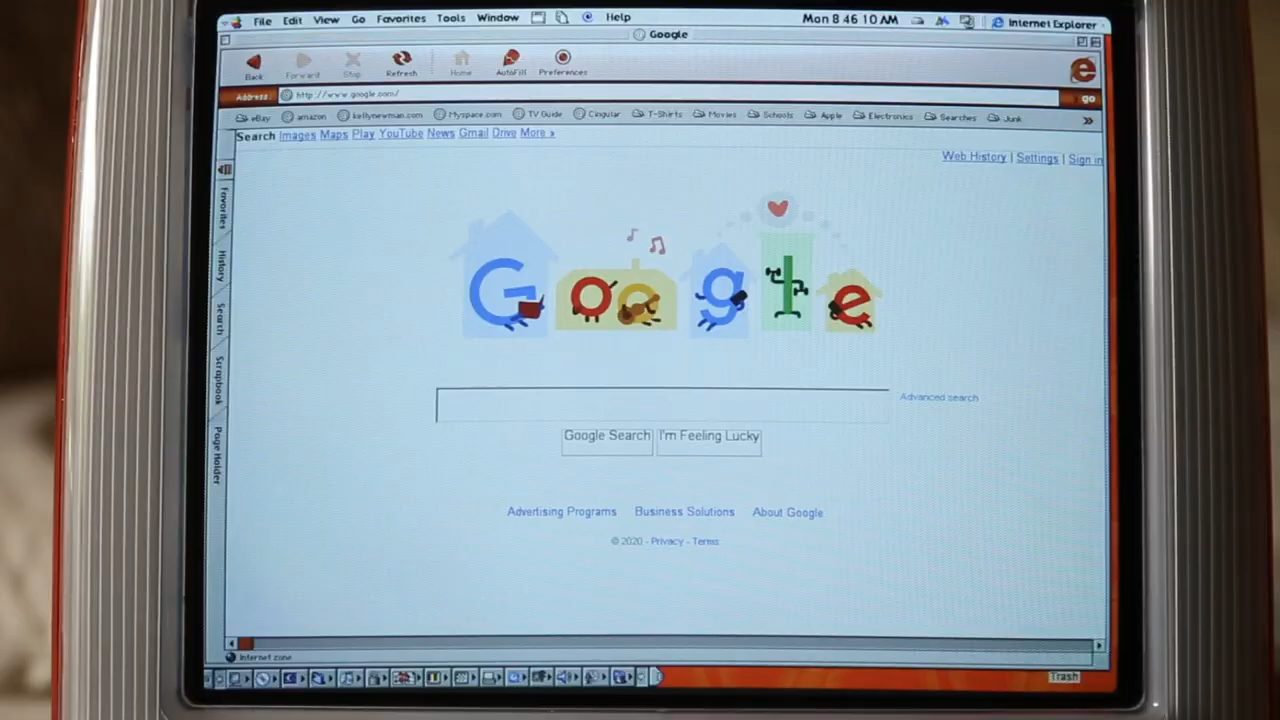 File Edit View Go Favorites Tools Window Help Mon 8 46 10 AM Internet Explorer
Google
Back Forward Stop Refresh Home AutoFill Preferences
Address: http://www.google.com/ go
eBay amazon kellynewman.com Myspace.com TV Guide Cingular T-Shirts Movies Schools Apple Electronics Searches Junk »
Search Images Maps Play YouTube News Gmail Drive More »
Web History | Settings | Sign in
Favorites
History
Search
Scrapbook
Page Holder
Google
Advanced search
Google Search I'm Feeling Lucky
Advertising Programs Business Solutions About Google
© 2020 - Privacy - Terms
Internet zone
Trash